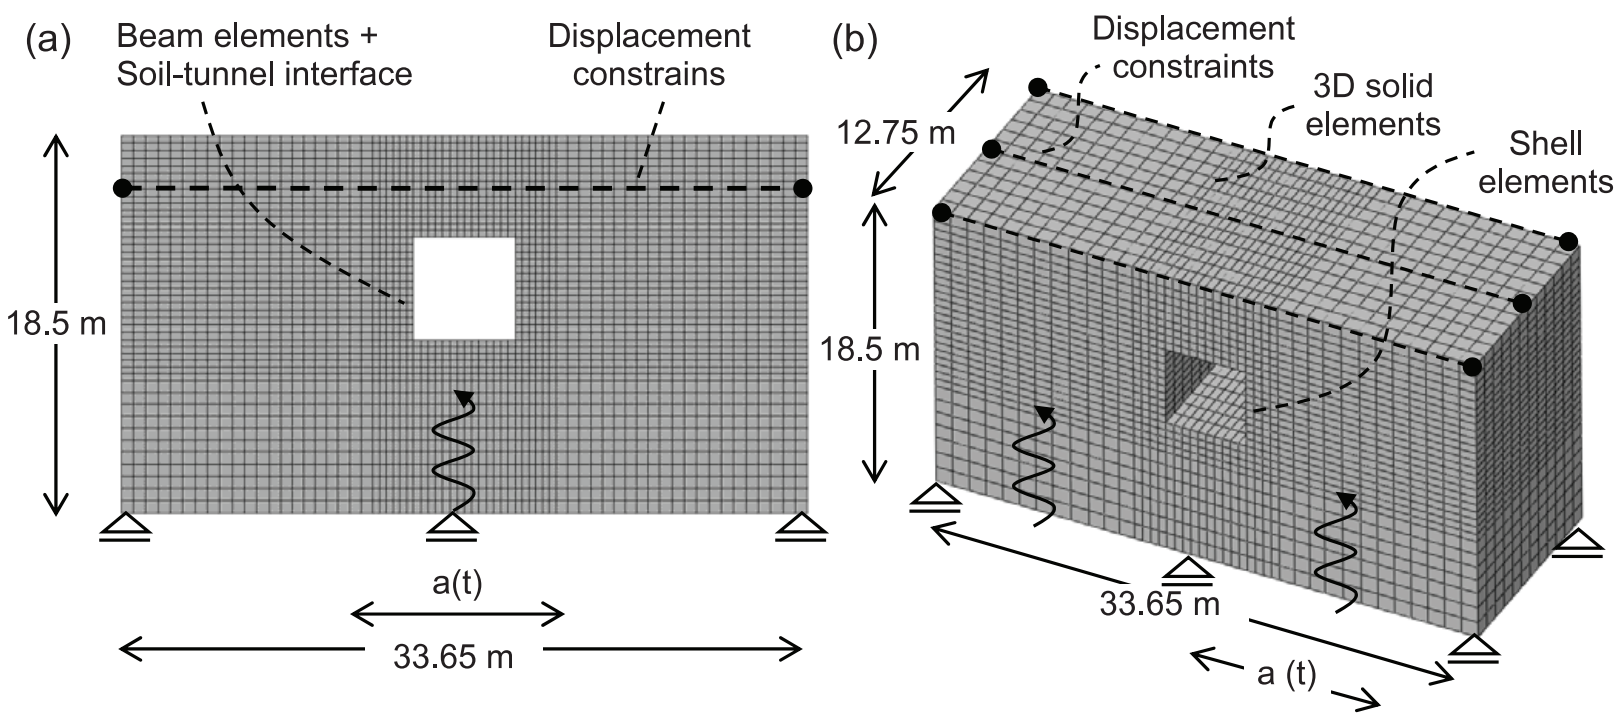 (a)
Beam elements +
Soil-tunnel interface
Displacement
constrains
18.5 m
a(t)
33.65 m
(b)
Displacement
constraints
3D solid
elements
Shell
elements
12.75 m
18.5 m
33.65 m
a (t)